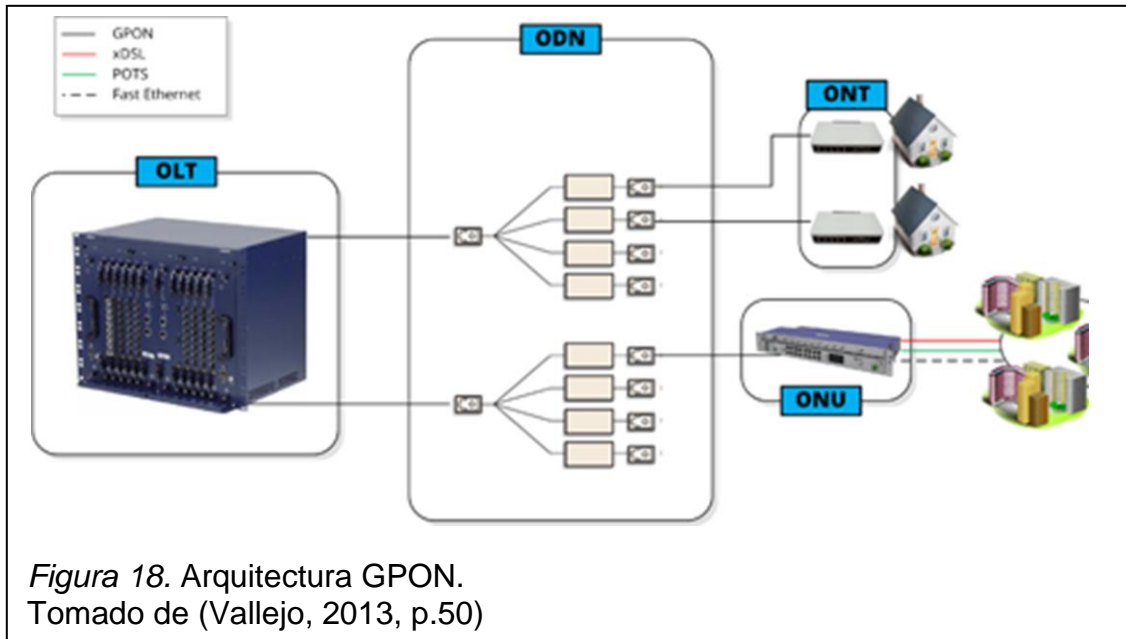 GPON
xDSL
POTS
Fast Ethernet
ODN
ONT
OLT
ONU
Figura 18. Arquitectura GPON.
Tomado de (Vallejo, 2013, p.50)